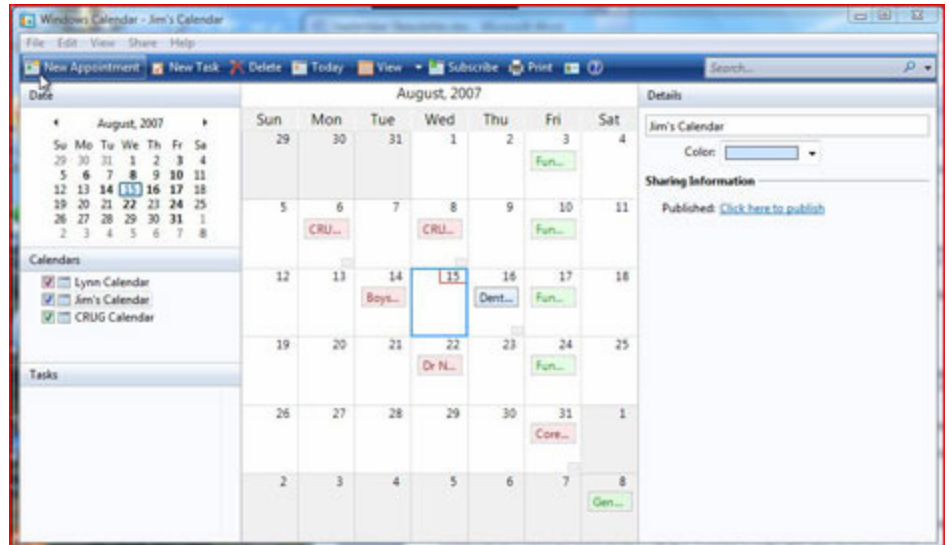 Windows Calendar - Jim's Calendar
File Edit View Share Help
New Appointment New Task Delete Today View Subscribe Print
Search...
Date
August, 2007
Su Mo Tu We Th Fr Sa
29 30 31 1 2 3 4
5 6 7 8 9 10 11
12 13 14 15 16 17 18
19 20 21 22 23 24 25
26 27 28 29 30 31 1
2 3 4 5 6 7 8
Calendars
Lynn Calendar
Jim's Calendar
CRUG Calendar
Tasks
August, 2007
Sun Mon Tue Wed Thu Fri Sat
29 30 31 1 2 3 4
Fun...
5 6 7 8 9 10 11
CRU... CRU... Fun...
12 13 14 15 16 17 18
Boys... Dent... Fun...
19 20 21 22 23 24 25
Dr N... Fun...
26 27 28 29 30 31 1
Core...
2 3 4 5 6 7 8
Gen...
Details
Jim's Calendar
Color:
Sharing Information
Published: Click here to publish